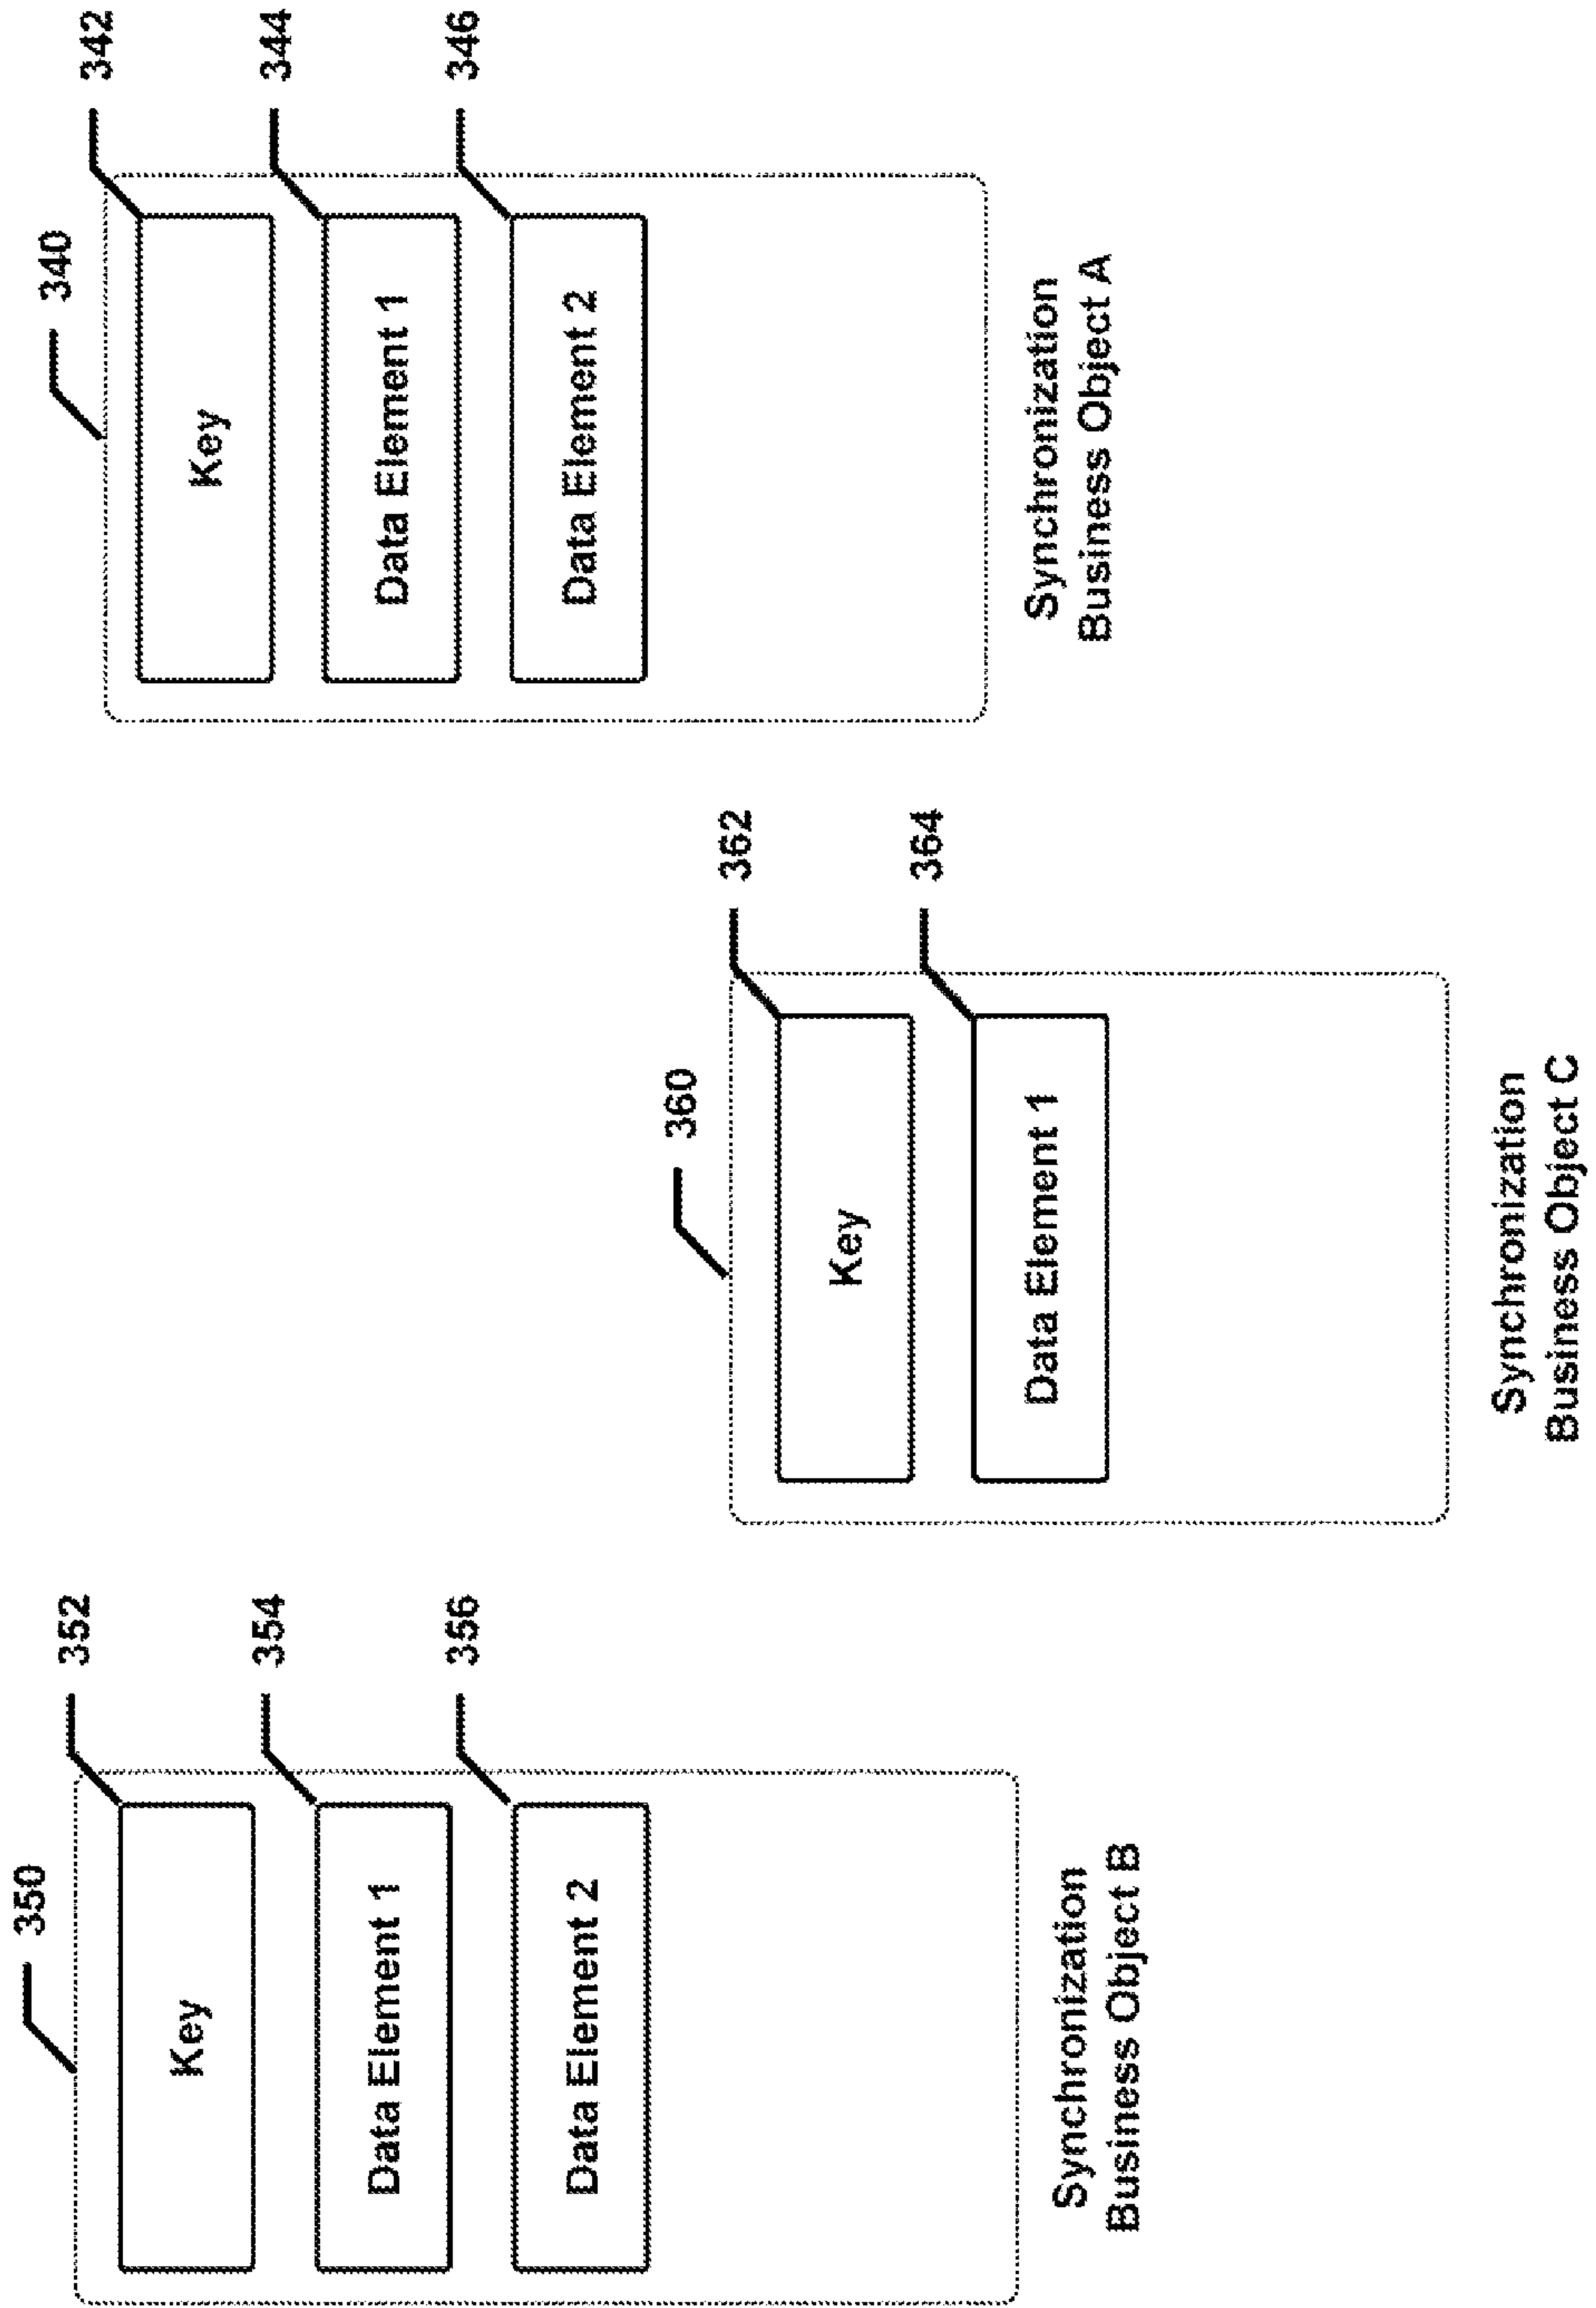 350
352
Key
354
Data Element 1
356
Data Element 2
Synchronization
Business Object B
360
362
Key
364
Data Element 1
Synchronization
Business Object C
340
342
Key
344
Data Element 1
346
Data Element 2
Synchronization
Business Object A